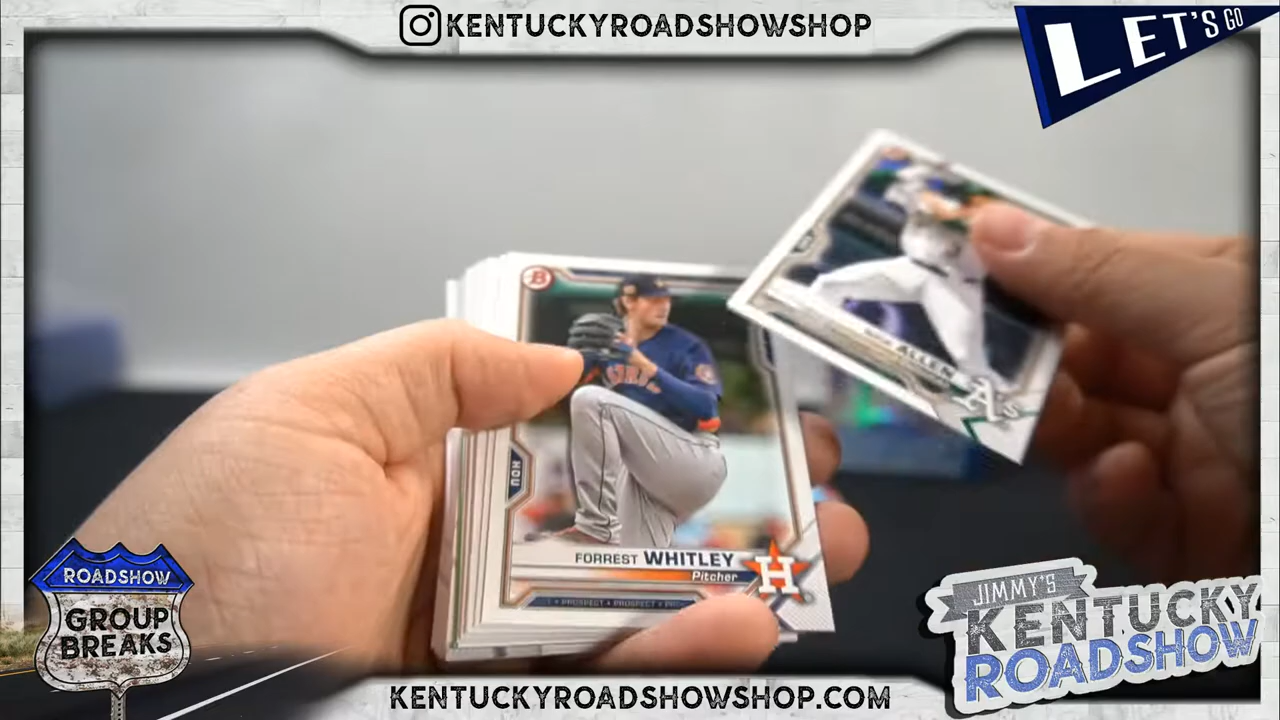 KENTUCKYROADSHOWSHOP
LET'S GO
B
ALLEN
A's
HOU
FORREST WHITLEY
Pitcher
H
PROSPECT • PROSPECT •
ROADSHOW
GROUP
BREAKS
JIMMY'S
KENTUCKY
ROADSHOW
KENTUCKYROADSHOWSHOP.COM